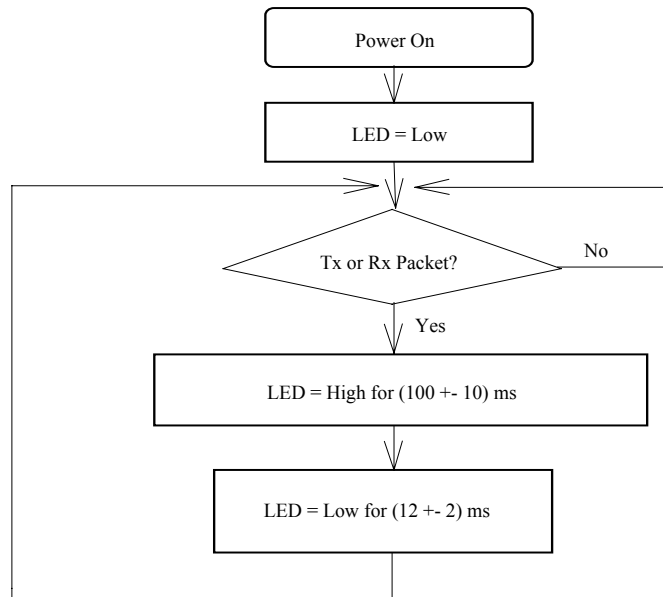 Power On
LED = Low
Tx or Rx Packet?
No
Yes
LED = High for (100 +- 10) ms
LED = Low for (12 +- 2) ms